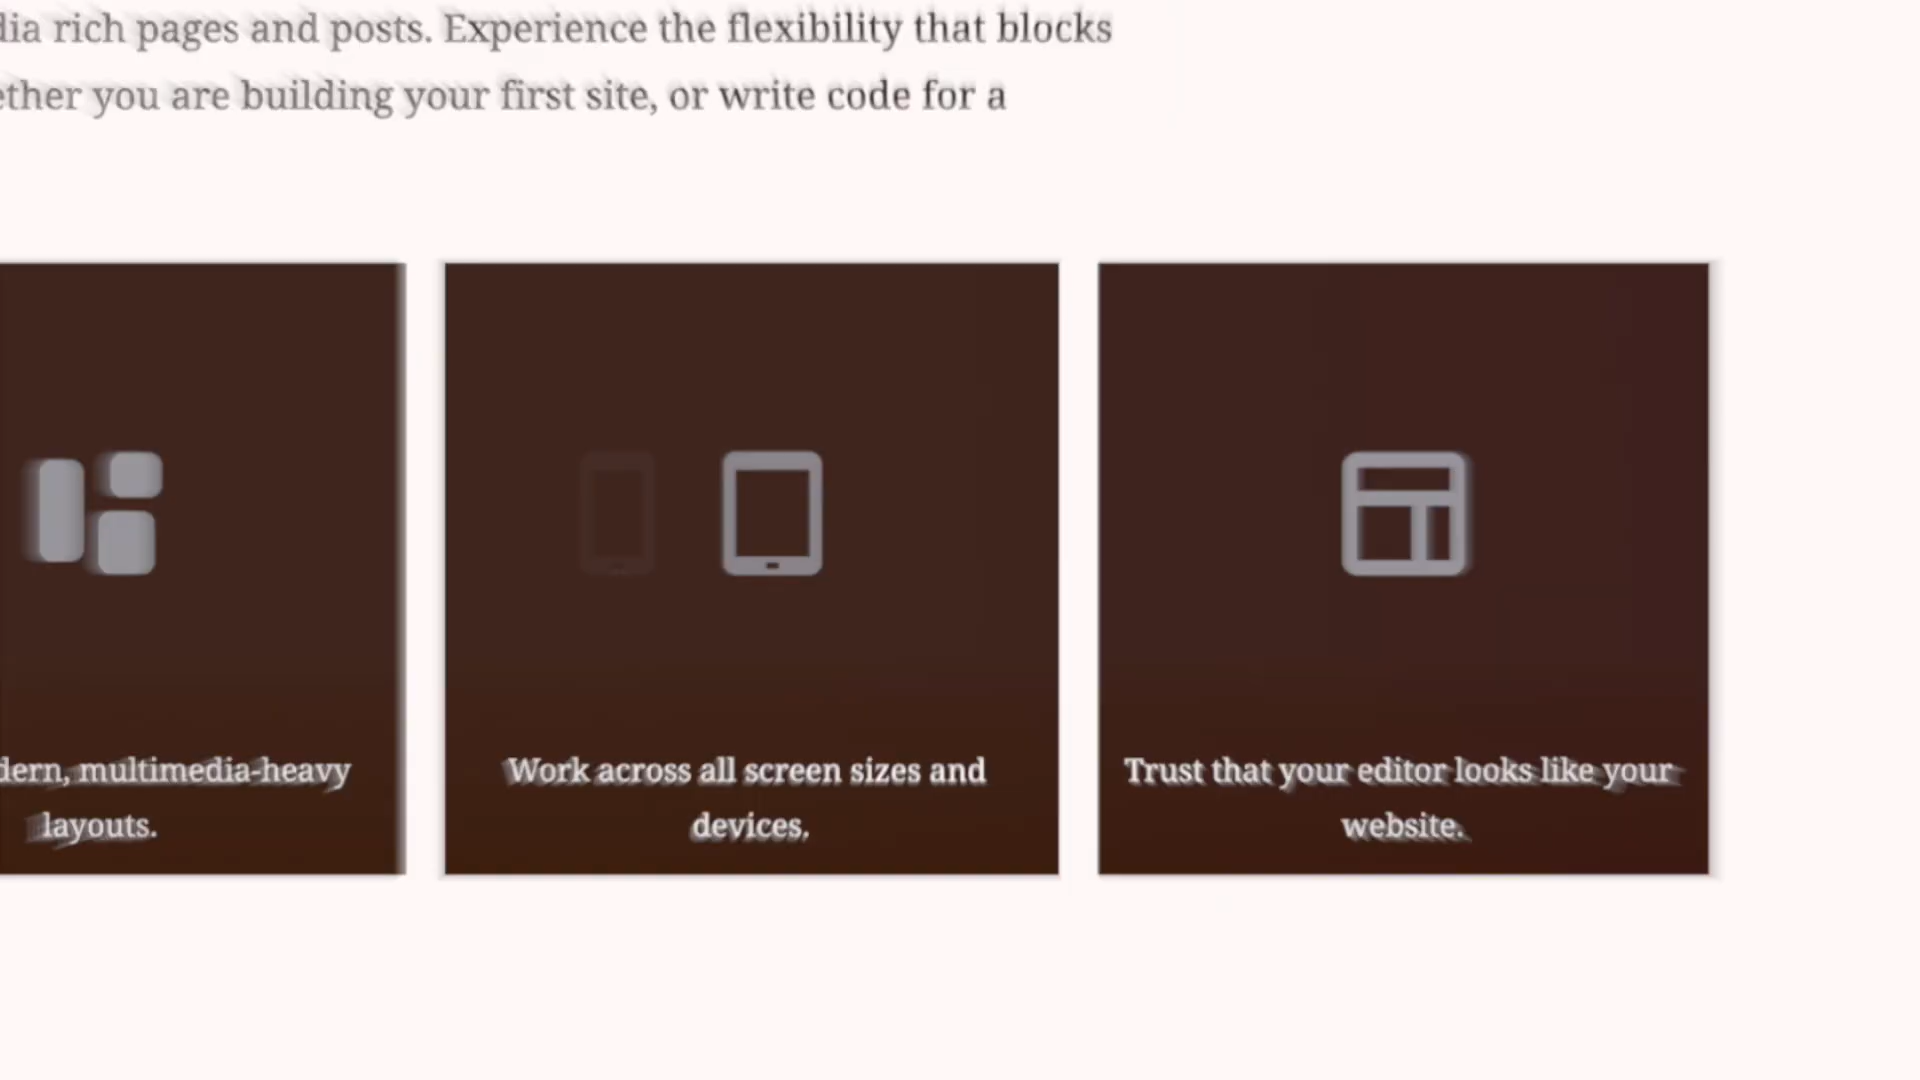 dia rich pages and posts. Experience the flexibility that blocks
ether you are building your first site, or write code for a
dern, multimedia-heavy
layouts.
Work across all screen sizes and
devices.
Trust that your editor looks like your
website.